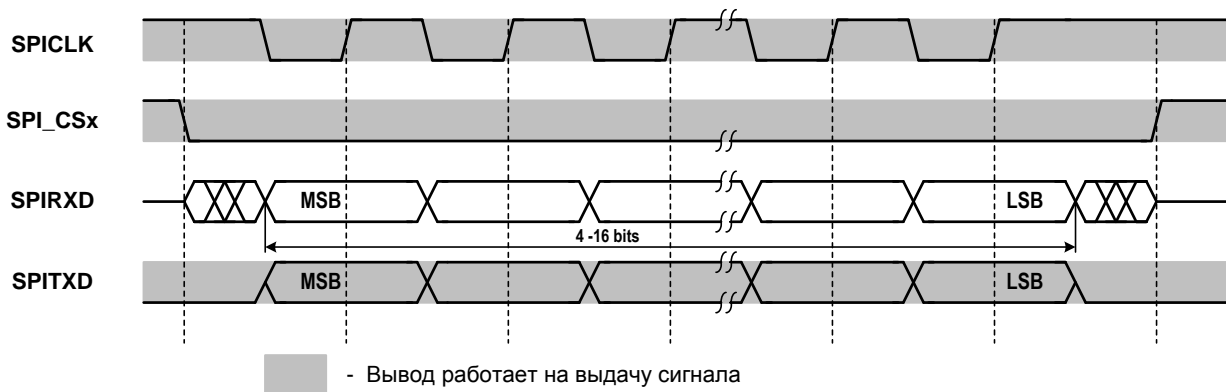 SPICLK
SPI_CSx
SPIRXD
MSB
LSB
4 -16 bits
SPITXD
MSB
LSB
- Вывод работает на выдачу сигнала